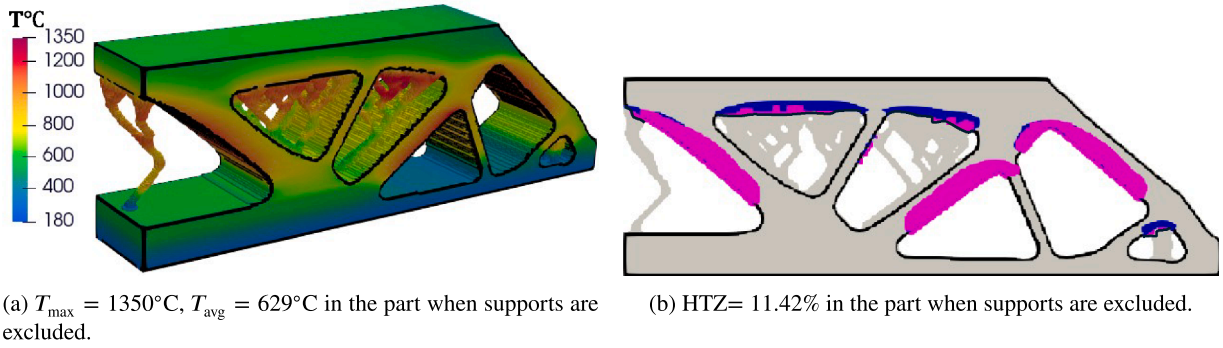 T°C
1350
1200
1000
800
600
400
180
(a) Tmax = 1350°C, Tavg = 629°C in the part when supports are
excluded.
(b) HTZ= 11.42% in the part when supports are excluded.